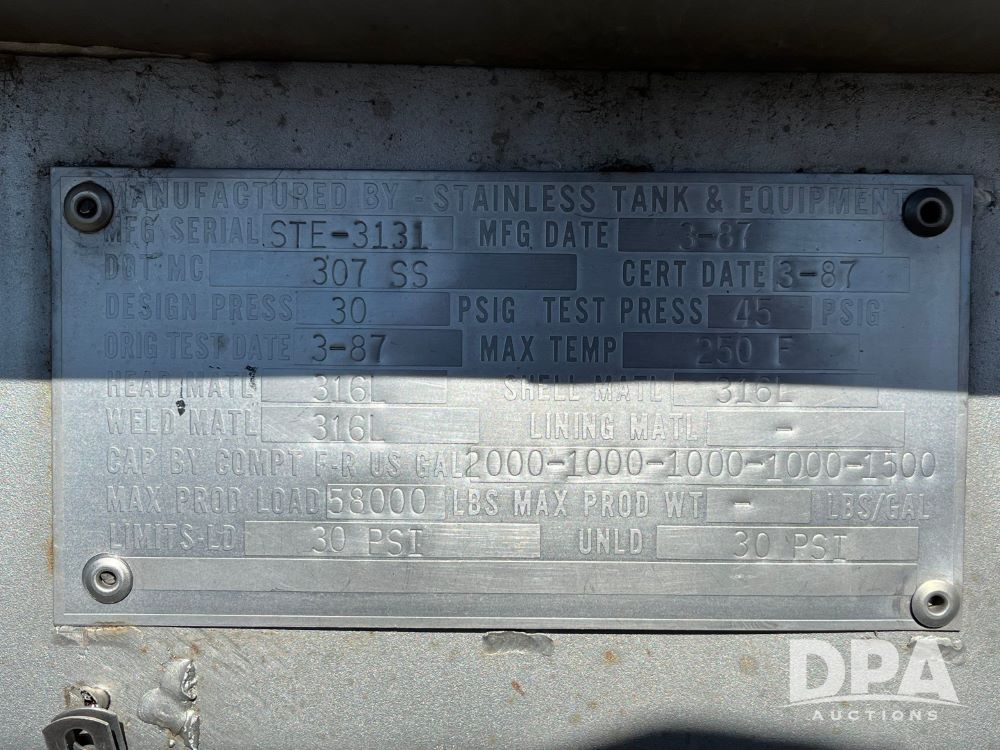 MANUFACTURED BY - STAINLESS TANK & EQUIPMENT
MFG SERIAL STE-3131 MFG DATE 3-87
DOT MC 307 SS CERT DATE 3-87
DESIGN PRESS 30 PSIG TEST PRESS 45 PSIG
ORIG TEST DATE 3-87 MAX TEMP 250 F
HEAD MATL 316L SHELL MATL 316L
WELD MATL 316L LINING MATL -
CAP BY COMPT F-R US GAL 2000-1000-1000-1000-1500
MAX PROD LOAD 58000 LBS MAX PROD WT - LBS/GAL
LIMITS-LD 30 PSI UNLD 30 PSI
DPA
AUCTIONS